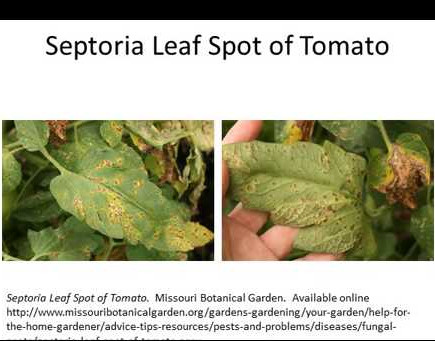 Septoria Leaf Spot of Tomato
Septoria Leaf Spot of Tomato. Missouri Botanical Garden. Available online
http://www.missouribotanicalgarden.org/gardens-gardening/your-garden/help-for-
the-home-gardener/advice-tips-resources/pests-and-problems/diseases/fungal-